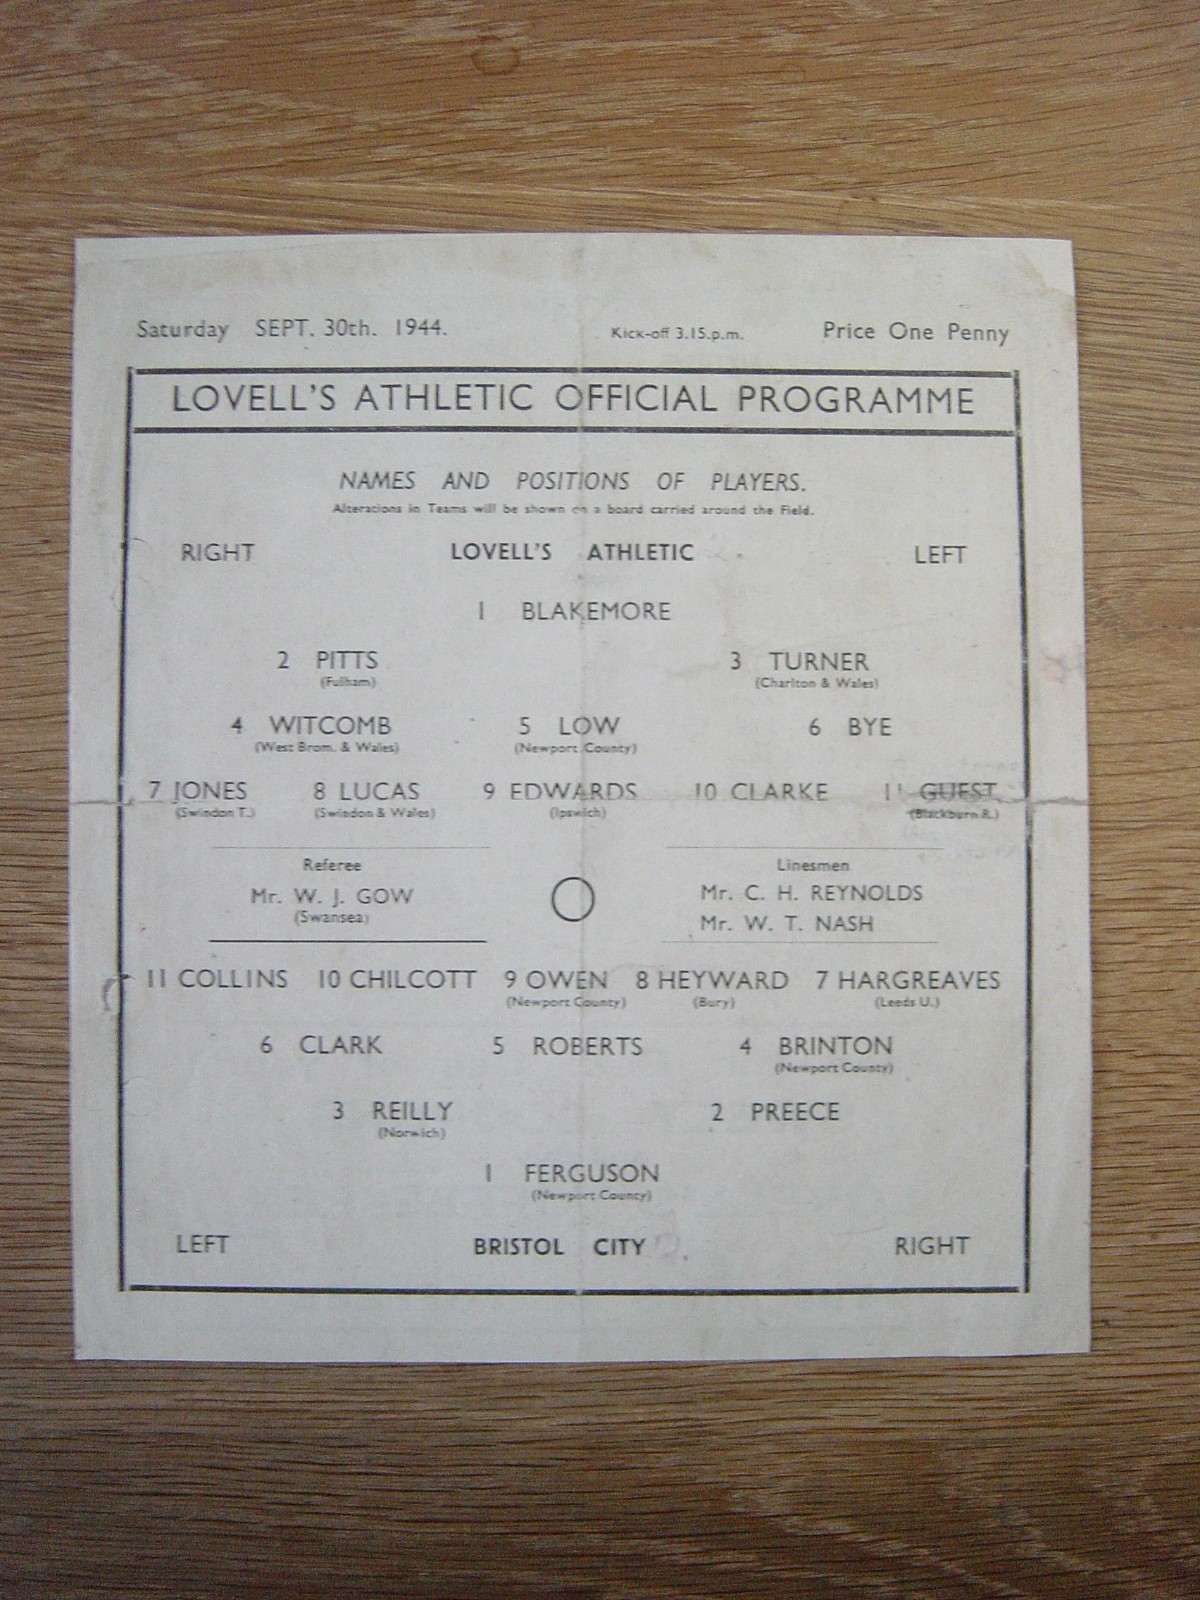 Saturday SEPT. 30th. 1944. Kick-off 3.15.p.m. Price One Penny
LOVELL'S ATHLETIC OFFICIAL PROGRAMME
NAMES AND POSITIONS OF PLAYERS.
Alterations in Teams will be shown on a board carried around the Field.
RIGHT LOVELL'S ATHLETIC LEFT
1 BLAKEMORE
2 PITTS 3 TURNER
(Fulham) (Charlton & Wales)
4 WITCOMB 5 LOW 6 BYE
(West Brom. & Wales) (Newport County)
7 JONES 8 LUCAS 9 EDWARDS 10 CLARKE 11 GUEST
(Swindon T.) (Swindon & Wales) (Ipswich) (Blackburn R.)
Referee Linesmen
Mr. W. J. GOW Mr. C. H. REYNOLDS
(Swansea) Mr. W. T. NASH
11 COLLINS 10 CHILCOTT 9 OWEN 8 HEYWARD 7 HARGREAVES
(Newport County) (Bury) (Leeds U.)
6 CLARK 5 ROBERTS 4 BRINTON
(Newport County)
3 REILLY 2 PREECE
(Norwich)
1 FERGUSON
(Newport County)
LEFT BRISTOL CITY RIGHT